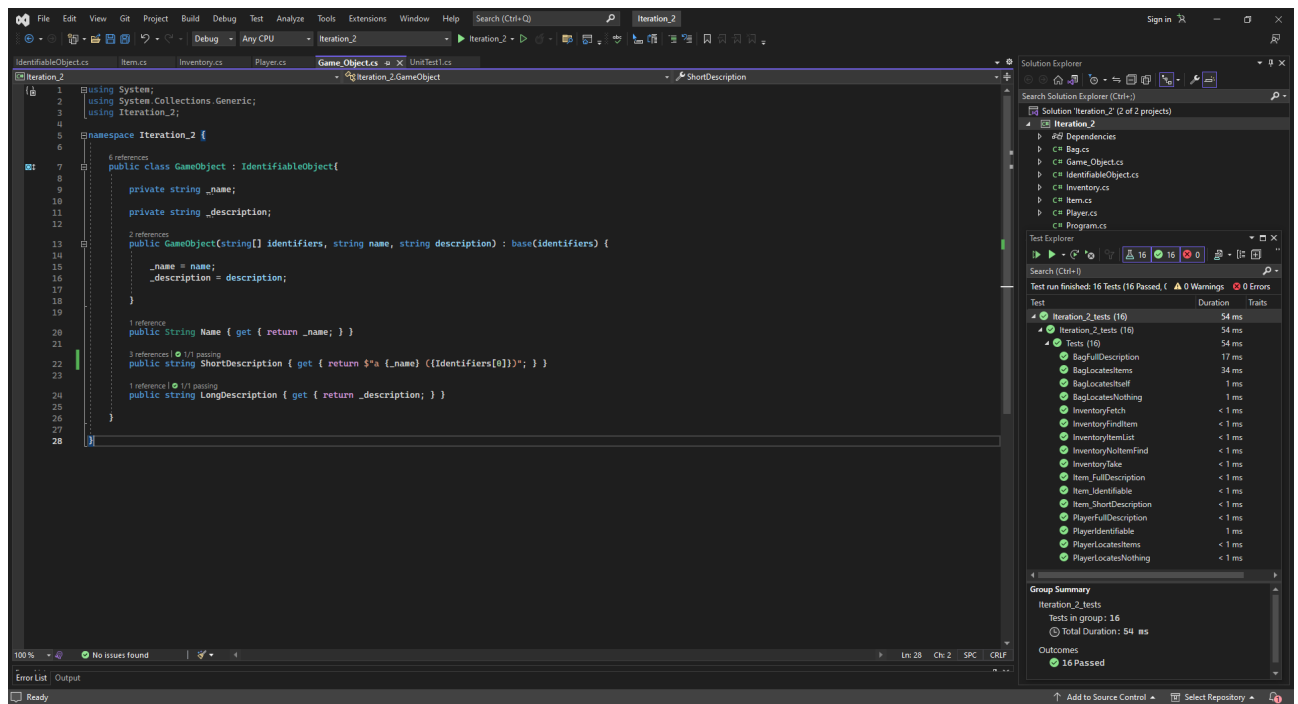 File Edit View Git Project Build Debug Test Analyze Tools Extensions Window Help Search (Ctrl+Q) Iteration_2 Sign in
Debug Any CPU Iteration_2 Iteration_2
IdentifiableObject.cs Item.cs Inventory.cs Player.cs Game_Object.cs UnitTest1.cs
Iteration_2 Iteration_2.GameObject ShortDescription
1 using System;
2 using System.Collections.Generic;
3 using Iteration_2;
4
5 namespace Iteration_2 {
6
6 references
7 public class GameObject : IdentifiableObject{
8
9 private string _name;
10
11 private string _description;
12
2 references
13 public GameObject(string[] identifiers, string name, string description) : base(identifiers) {
14
15 _name = name;
16 _description = description;
17
18 }
19
1 reference
20 public String Name { get { return _name; } }
21
3 references | 1/1 passing
22 public string ShortDescription { get { return $"a {_name} ({Identifiers[0]})"; } }
23
1 reference | 1/1 passing
24 public string LongDescription { get { return _description; } }
25
26 }
27
28 }
100 % No issues found Ln: 28 Ch: 2 SPC CRLF
Error List Output
Solution Explorer
Search Solution Explorer (Ctrl+;)
Solution 'Iteration_2' (2 of 2 projects)
C# Iteration_2
Dependencies
C# Bag.cs
C# Game_Object.cs
C# IdentifiableObject.cs
C# Inventory.cs
C# Item.cs
C# Player.cs
C# Program.cs
Test Explorer
16 16 0
Search (Ctrl+I)
Test run finished: 16 Tests (16 Passed, ( 0 Warnings 0 Errors
Test Duration Traits
Iteration_2_tests (16) 54 ms
Iteration_2_tests (16) 54 ms
Tests (16) 54 ms
BagFullDescription 17 ms
BagLocatesItems 34 ms
BagLocatesItself 1 ms
BagLocatesNothing 1 ms
InventoryFetch < 1 ms
InventoryFindItem < 1 ms
InventoryItemList < 1 ms
InventoryNoItemFind < 1 ms
InventoryTake < 1 ms
Item_FullDescription < 1 ms
Item_Identifiable < 1 ms
Item_ShortDescription < 1 ms
PlayerFullDescription < 1 ms
PlayerIdentifiable 1 ms
PlayerLocatesItems < 1 ms
PlayerLocatesNothing < 1 ms
Group Summary
Iteration_2_tests
Tests in group: 16
Total Duration: 54 ms
Outcomes
16 Passed
Ready Add to Source Control Select Repository 1